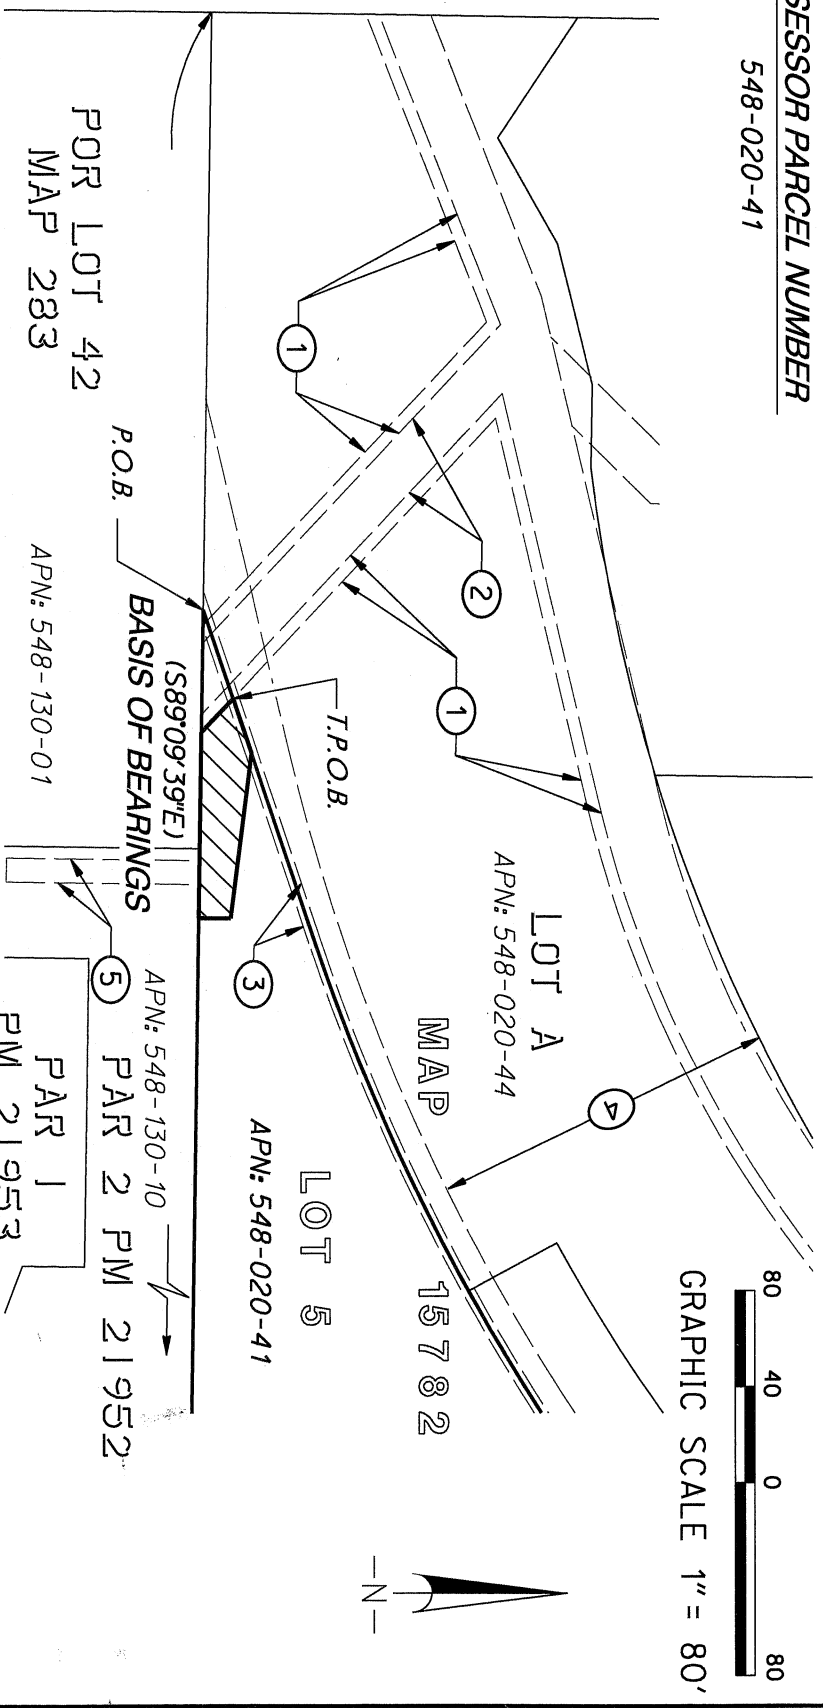 SESSOR PARCEL NUMBER
548-020-41
80 40 0 80
GRAPHIC SCALE 1"= 80'
LOT A
APN: 548-020-44
MAP 15782
LOT 5
APN: 548-020-41
-N-
1
2
1
3
4
5
T.P.O.B.
P.O.B.
(S89°09'39"E)
BASIS OF BEARINGS
POR LOT 42
MAP 283
APN: 548-130-01
APN: 548-130-10
PAR 2 PM 21952
PAR 1
PM 21953